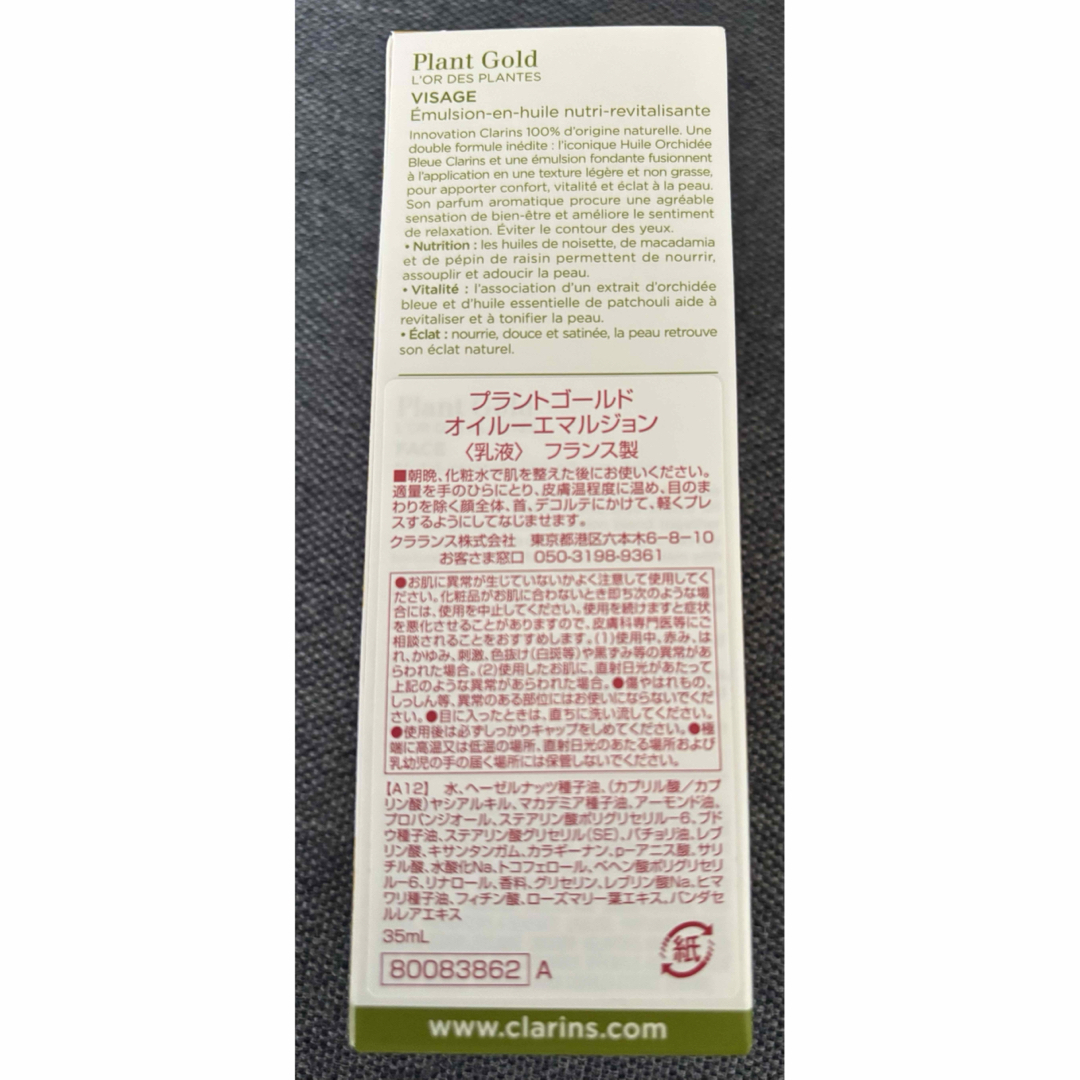 Plant Gold
L'OR DES PLANTES
VISAGE
Émulsion-en-huile nutri-revitalisante
Innovation Clarins 100% d'origine naturelle. Une
double formule inédite : l'iconique Huile Orchidée
Bleue Clarins et une émulsion fondante fusionnent
à l'application en une texture légère et non grasse,
pour apporter confort, vitalité et éclat à la peau.
Son parfum aromatique procure une agréable
sensation de bien-être et améliore le sentiment
de relaxation. Éviter le contour des yeux.
• Nutrition : les huiles de noisette, de macadamia
et de pépin de raisin permettent de nourrir,
assouplir et adoucir la peau.
• Vitalité : l'association d'un extrait d'orchidée
bleue et d'huile essentielle de patchouli aide à
revitaliser et à tonifier la peau.
• Éclat : nourrie, douce et satinée, la peau retrouve
son éclat naturel.
プラントゴールド
オイルーエマルジョン
〈乳液〉 フランス製
■朝晩、化粧水で肌を整えた後にお使いください。
適量を手のひらにとり、皮膚温程度に温め、目のま
わりを除く顔全体、首、デコルテにかけて、軽くプレ
スするようにしてなじませます。
クラランス株式会社 東京都港区六本木6-8-10
お客さま窓口 050-3198-9361
●お肌に異常が生じていないかよく注意して使用してく
ださい。化粧品がお肌に合わないとき即ち次のような場
合には、使用を中止してください。使用を続けますと症状
を悪化させることがありますので、皮膚科専門医等にご
相談されることをおすすめします。(1)使用中、赤み、は
れ、かゆみ、刺激、色抜け(白斑等)や黒ずみ等の異常があ
らわれた場合。(2)使用したお肌に、直射日光があたって
上記のような異常があらわれた場合。●傷やはれもの、
しっしん等、異常のある部位にはお使いにならないでくだ
さい。●目に入ったときは、直ちに洗い流してください。
●使用後は必ずしっかりキャップをしめてください。●極
端に高温又は低温の場所、直射日光のあたる場所および
乳幼児の手の届く場所には保管しないでください。
【A12】 水、ヘーゼルナッツ種子油、(カプリル酸/カプ
リン酸)ヤシアルキル、マカデミア種子油、アーモンド油、
プロパンジオール、ステアリン酸ポリグリセリル-6、ブド
ウ種子油、ステアリン酸グリセリル(SE)、パチョリ油、レブ
リン酸、キサンタンガム、カラギーナン、p-アニス酸、サリ
チル酸、水酸化Na、トコフェロール、ベヘン酸ポリグリセリ
ル-6、リナロール、香料、グリセリン、レブリン酸Na、ヒマ
ワリ種子油、フィチン酸、ローズマリー葉エキス、バンダセ
ルレアエキス
35mL
紙
80083862 A
www.clarins.com